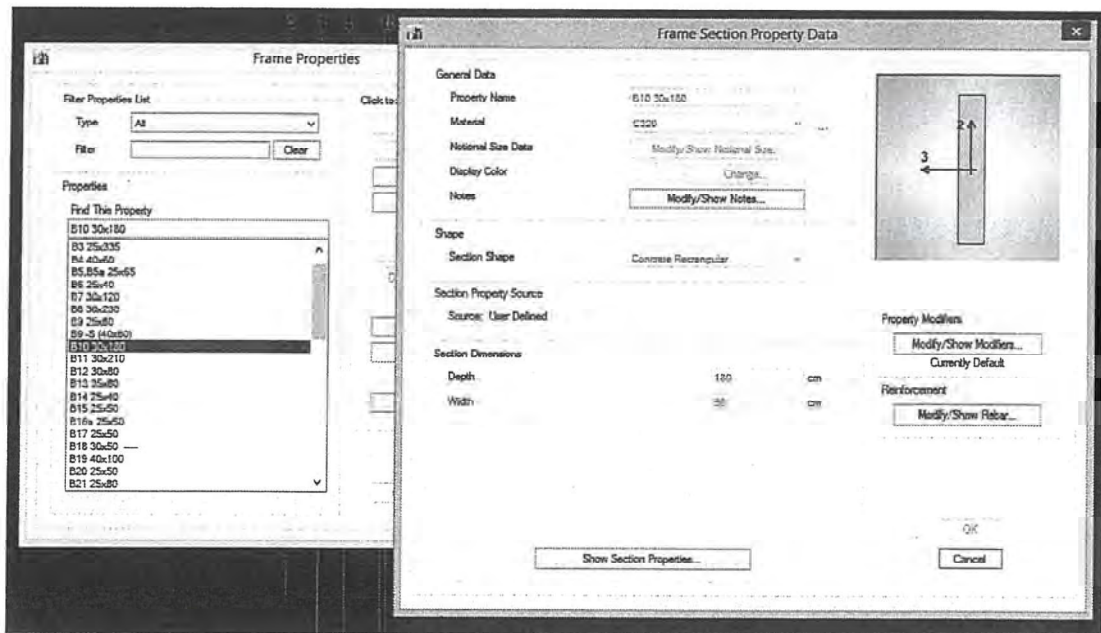 Frame Properties
Filter Properties List
Click to:
Type
All
Filter
Clear
Properties
Find This Property
B10 30x180
B3 25x335
B4 40x60
B5,B5a 25x65
B6 25x40
B7 30x120
B8 30x230
B9 25x80
B9-S (40x80)
B10 30x180
B11 30x210
B12 30x80
B13 25x80
B14 25x40
B15 25x50
B16a 25x50
B17 25x50
B18 30x50
B19 40x100
B20 25x50
B21 25x80
Frame Section Property Data
General Data
Property Name
B10 30x180
Material
C320
...
Notional Size Data
Modify/Show Notional Size...
Display Color
Change...
Notes
Modify/Show Notes...
2
3
Shape
Section Shape
Concrete Rectangular
Section Property Source
Source: User Defined
Section Dimensions
Depth
180
cm
Width
30
cm
Property Modifiers
Modify/Show Modifiers...
Currently Default
Reinforcement
Modify/Show Rebar...
Show Section Properties...
OK
Cancel